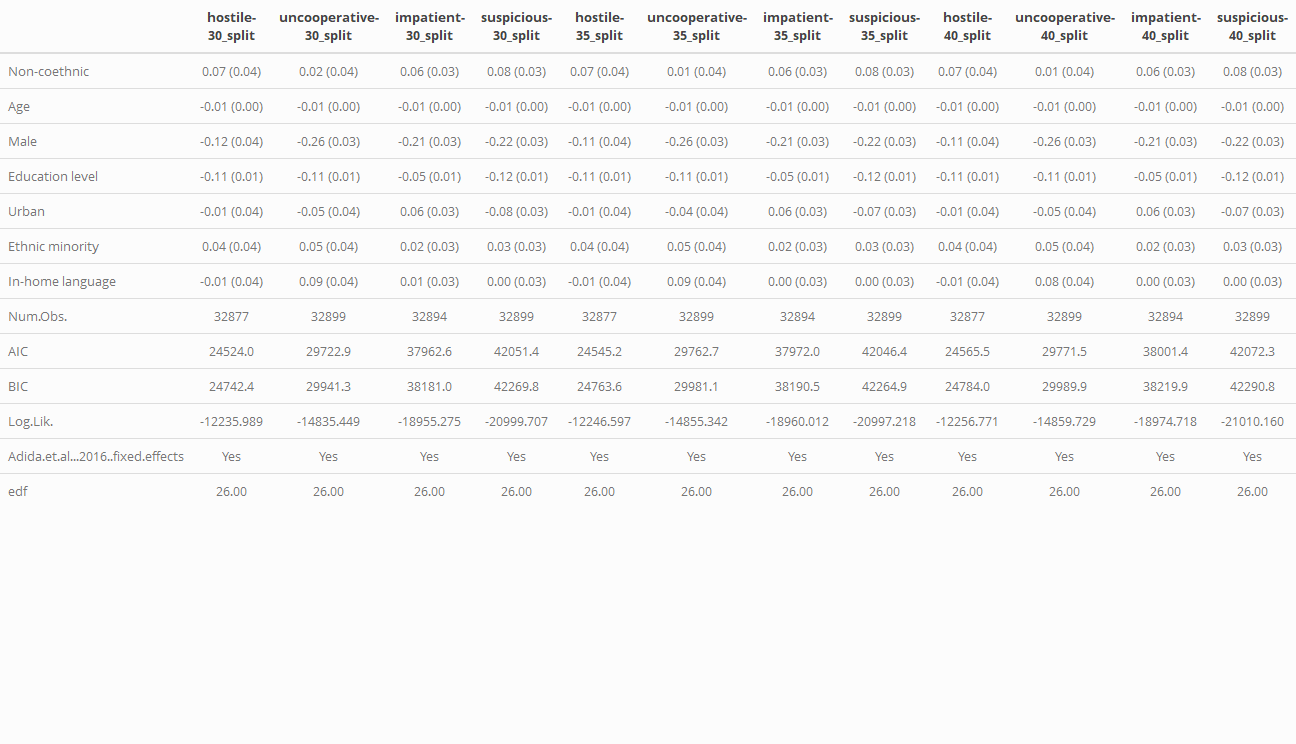 hostile- uncooperative- impatient- suspicious- hostile- uncooperative- impatient- suspicious- hostile- uncooperative- impatient- suspicious-
30_split 30_split 30_split 30_split 35_split 35_split 35_split 35_split 40_split 40_split 40_split 40_split
Non-coethnic 0.07 (0.04) 0.02 (0.04) 0.06 (0.03) 0.08 (0.03) 0.07 (0.04) 0.01 (0.04) 0.06 (0.03) 0.08 (0.03) 0.07 (0.04) 0.01 (0.04) 0.06 (0.03) 0.08 (0.03)
Age -0.01 (0.00) -0.01 (0.00) -0.01 (0.00) -0.01 (0.00) -0.01 (0.00) -0.01 (0.00) -0.01 (0.00) -0.01 (0.00) -0.01 (0.00) -0.01 (0.00) -0.01 (0.00) -0.01 (0.00)
Male -0.12 (0.04) -0.26 (0.03) -0.21 (0.03) -0.22 (0.03) -0.11 (0.04) -0.26 (0.03) -0.21 (0.03) -0.22 (0.03) -0.11 (0.04) -0.26 (0.03) -0.21 (0.03) -0.22 (0.03)
Education level -0.11 (0.01) -0.11 (0.01) -0.05 (0.01) -0.12 (0.01) -0.11 (0.01) -0.11 (0.01) -0.05 (0.01) -0.12 (0.01) -0.11 (0.01) -0.11 (0.01) -0.05 (0.01) -0.12 (0.01)
Urban -0.01 (0.04) -0.05 (0.04) 0.06 (0.03) -0.08 (0.03) -0.01 (0.04) -0.04 (0.04) 0.06 (0.03) -0.07 (0.03) -0.01 (0.04) -0.05 (0.04) 0.06 (0.03) -0.07 (0.03)
Ethnic minority 0.04 (0.04) 0.05 (0.04) 0.02 (0.03) 0.03 (0.03) 0.04 (0.04) 0.05 (0.04) 0.02 (0.03) 0.03 (0.03) 0.04 (0.04) 0.05 (0.04) 0.02 (0.03) 0.03 (0.03)
In-home language -0.01 (0.04) 0.09 (0.04) 0.01 (0.03) 0.00 (0.03) -0.01 (0.04) 0.09 (0.04) 0.00 (0.03) 0.00 (0.03) -0.01 (0.04) 0.08 (0.04) 0.00 (0.03) 0.00 (0.03)
Num.Obs. 32877 32899 32894 32899 32877 32899 32894 32899 32877 32899 32894 32899
AIC 24524.0 29722.9 37962.6 42051.4 24545.2 29762.7 37972.0 42046.4 24565.5 29771.5 38001.4 42072.3
BIC 24742.4 29941.3 38181.0 42269.8 24763.6 29981.1 38190.5 42264.9 24784.0 29989.9 38219.9 42290.8
Log.Lik. -12235.989 -14835.449 -18955.275 -20999.707 -12246.597 -14855.342 -18960.012 -20997.218 -12256.771 -14859.729 -18974.718 -21010.160
Adida.et.al...2016..fixed.effects Yes Yes Yes Yes Yes Yes Yes Yes Yes Yes Yes Yes
edf 26.00 26.00 26.00 26.00 26.00 26.00 26.00 26.00 26.00 26.00 26.00 26.00